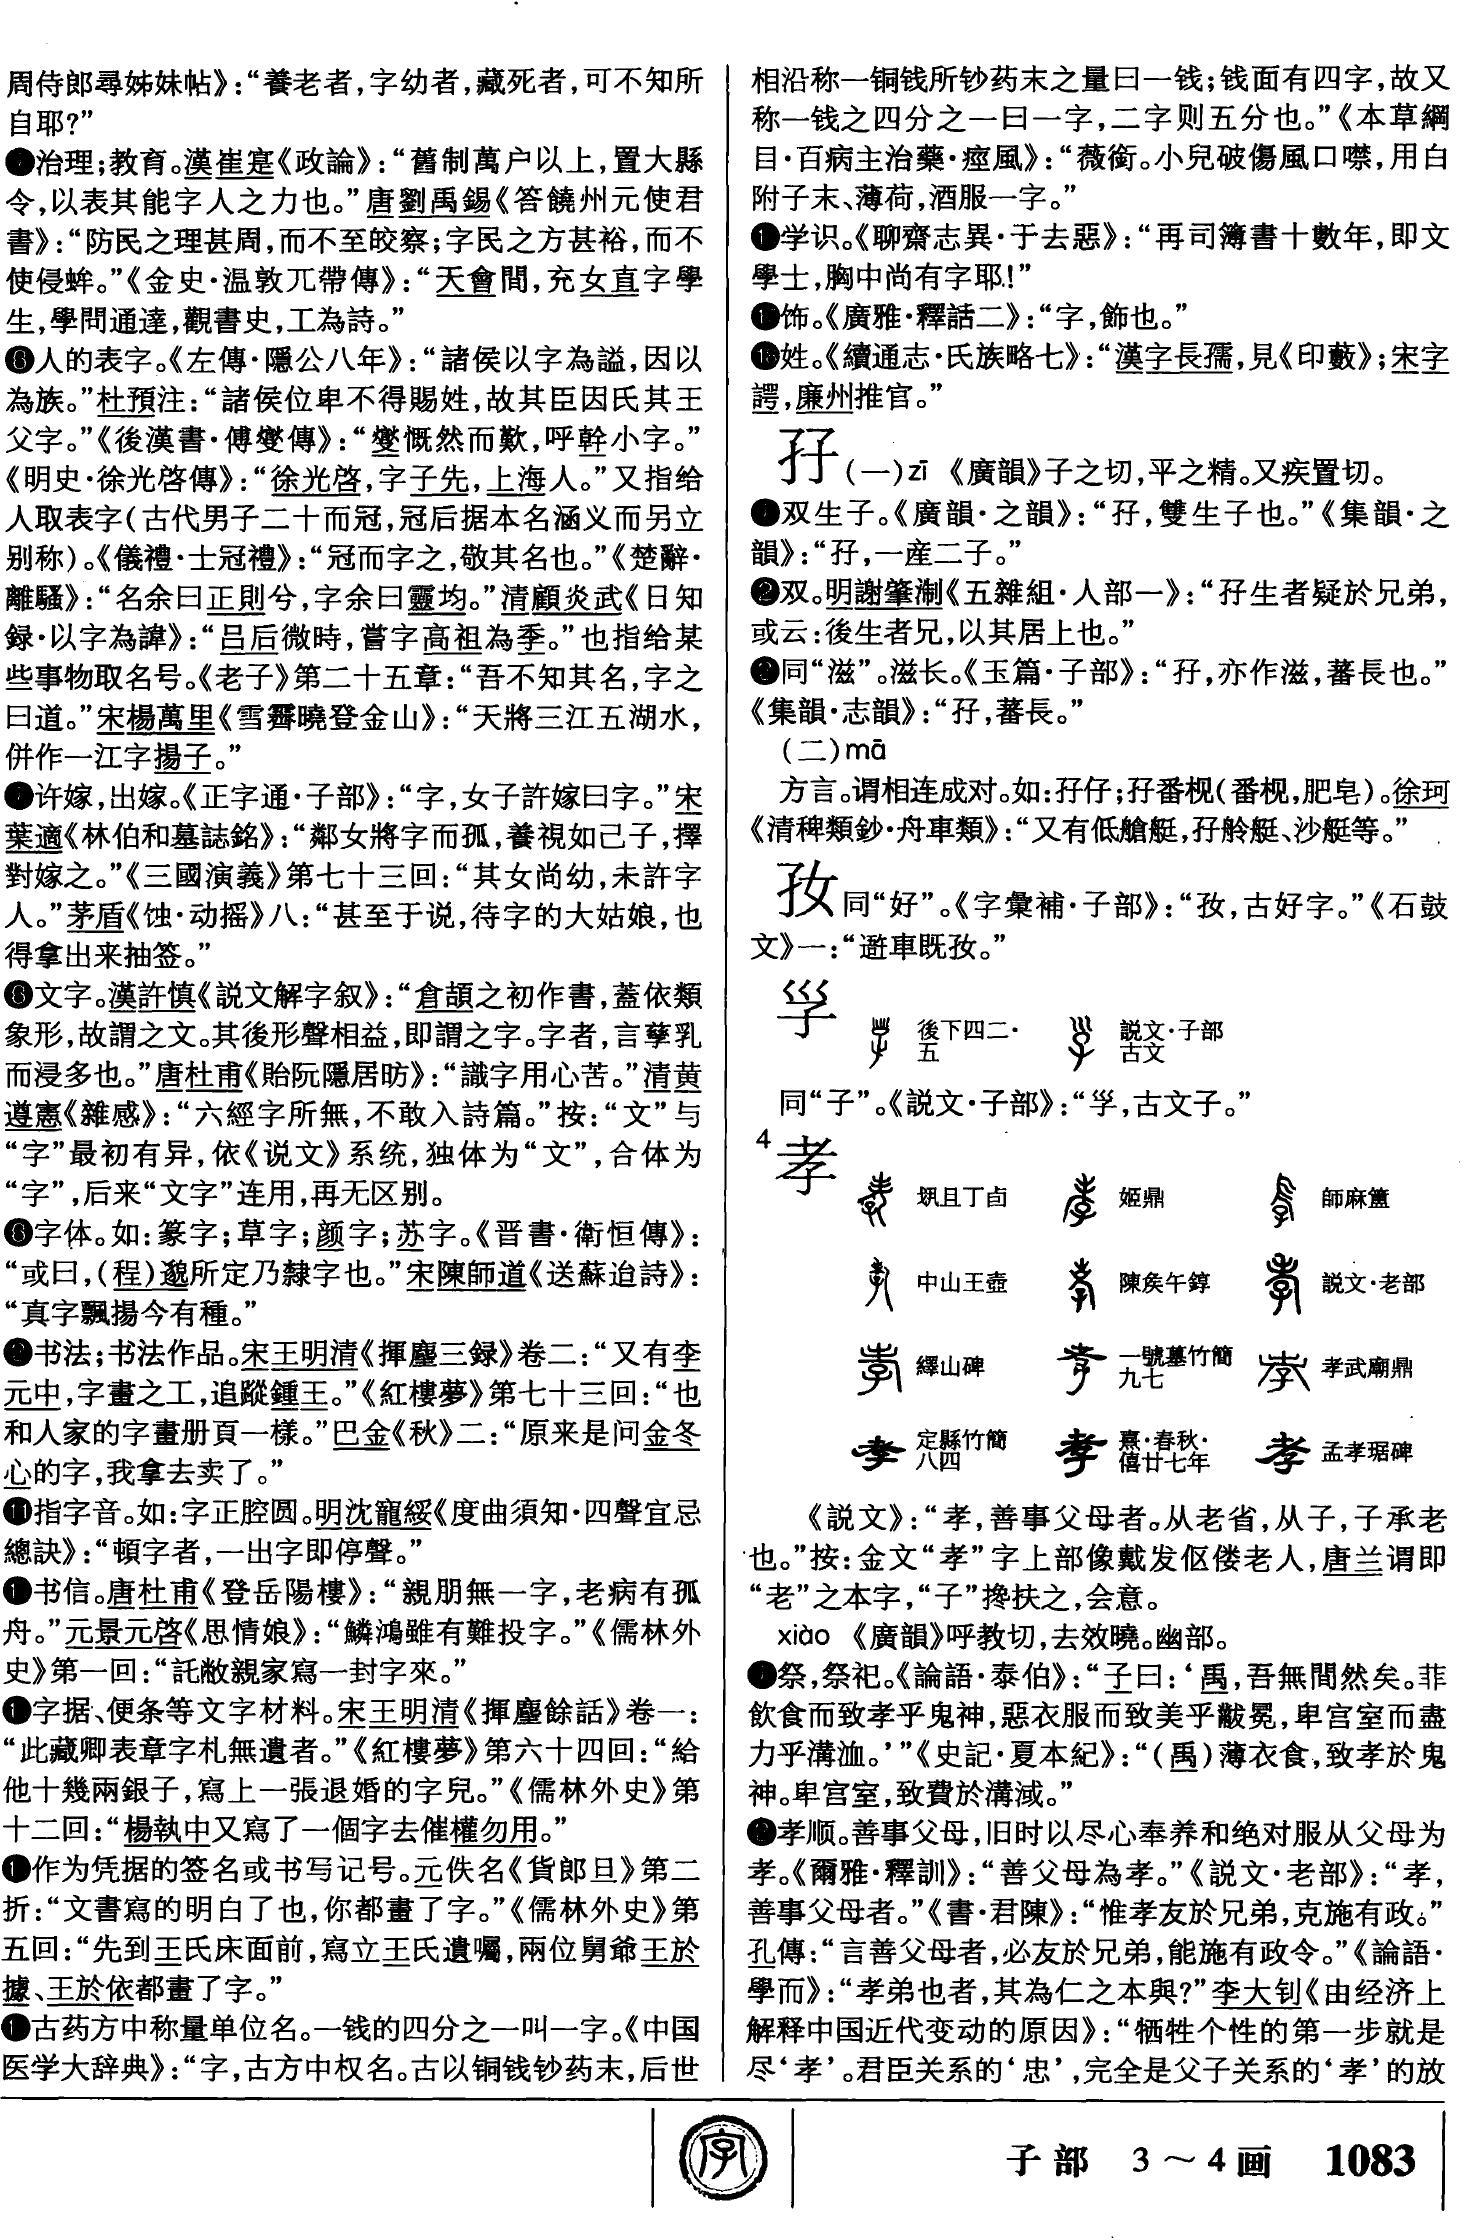 周侍郎尋姊妹帖》:“養老者,字幼者,藏死者,可不知所
自耶?”
治理;教育。漢崔寔《政論》:“舊制萬户以上,置大縣
令,以表其能字人之力也。”唐劉禹錫《答饒州元使君
書》:“防民之理甚周,而不至皎察;字民之方甚裕,而不
使侵蛑。”《金史·温敦兀帶傳》:“天會間,充女直字學
生,學問通達,觀書史,工為詩。”
人的表字。《左傳·隱公八年》:“諸侯以字為謚,因以
為族。”杜預注:“諸侯位卑不得賜姓,故其臣因氏其王
父字。”《後漢書·傅燮傳》:“燮慨然而歎,呼幹小字。”
《明史·徐光啓傳》:“徐光啓,字子先,上海人。”又指给
人取表字(古代男子二十而冠,冠后据本名涵义而另立
别称)。《儀禮·士冠禮》:“冠而字之,敬其名也。”《楚辭·
離騷》:“名余曰正則兮,字余曰靈均。”清顧炎武《日知
録·以字為諱》:“吕后微時,嘗字高祖為季。”也指给某
些事物取名号。《老子》第二十五章:“吾不知其名,字之
曰道。”宋楊萬里《雪霽曉登金山》:“天將三江五湖水,
併作一江字揚子。”
许嫁,出嫁。《正字通·子部》:“字,女子許嫁曰字。”宋
葉適《林伯和墓誌銘》:“鄰女將字而孤,養視如己子,擇
對嫁之。”《三國演義》第七十三回:“其女尚幼,未許字
人。”茅盾《蚀·动摇》八:“甚至于说,待字的大姑娘,也
得拿出来抽签。”
文字。漢許慎《説文解字叙》:“倉頡之初作書,蓋依類
象形,故謂之文。其後形聲相益,即謂之字。字者,言孳乳
而浸多也。”唐杜甫《貽阮隱居昉》:“識字用心苦。”清黄
遵憲《雜感》:“六經字所無,不敢入詩篇。”按:“文”与
“字”最初有异,依《说文》系统,独体为“文”,合体为
“字”,后来“文字”连用,再无区别。
字体。如:篆字;草字;颜字;苏字。《晋書·衛恒傳》:
“或曰,(程)邈所定乃隸字也。”宋陳師道《送蘇迨詩》:
“真字飄揚今有種。”
书法;书法作品。宋王明清《揮麈三録》卷二:“又有李
元中,字畫之工,追蹤鍾王。”《紅樓夢》第七十三回:“也
和人家的字畫册頁一樣。”巴金《秋》二:“原来是问金冬
心的字,我拿去卖了。”
⓫指字音。如:字正腔圆。明沈寵綏《度曲須知·四聲宜忌
總訣》:“頓字者,一出字即停聲。”
书信。唐杜甫《登岳陽樓》:“親朋無一字,老病有孤
舟。”元景元啓《思情娘》:“鱗鴻雖有難投字。”《儒林外
史》第一回:“託敝親家寫一封字來。”
字据、便条等文字材料。宋王明清《揮麈餘話》卷一:
“此藏卿表章字札無遺者。”《紅樓夢》第六十四回:“給
他十幾兩銀子,寫上一張退婚的字兒。”《儒林外史》第
十二回:“楊執中又寫了一個字去催權勿用。”
作为凭据的签名或书写记号。元佚名《貨郎旦》第二
折:“文書寫的明白了也,你都畫了字。”《儒林外史》第
五回:“先到王氏床面前,寫立王氏遺囑,兩位舅爺王於
據、王於依都畫了字。”
古药方中称量单位名。一钱的四分之一叫一字。《中国
医学大辞典》:“字,古方中权名。古以铜钱钞药末,后世
相沿称一铜钱所钞药末之量曰一钱;钱面有四字,故又
称一钱之四分之一曰一字,二字则五分也。”《本草綱
目·百病主治藥·痙風》:“薇銜。小兒破傷風口噤,用白
附子末、薄荷,酒服一字。”
学识。《聊齋志異·于去惡》:“再司簿書十數年,即文
學士,胸中尚有字耶!”
饰。《廣雅·釋詁二》:“字,飾也。”
姓。《續通志·氏族略七》:“漢字長孺,見《印藪》;宋字
諤,廉州推官。”
孖 (一)zī 《廣韻》子之切,平之精。又疾置切。
❶双生子。《廣韻·之韻》:“孖,雙生子也。”《集韻·之
韻》:“孖,一産二子。”
❷双。明謝肇淛《五雜組·人部一》:“孖生者疑於兄弟,
或云:後生者兄,以其居上也。”
同“滋”。滋长。《玉篇·子部》:“孖,亦作滋,蕃長也。”
《集韻·志韻》:“孖,蕃長。”
(二)mā
方言。谓相连成对。如:孖仔;孖番枧(番枧,肥皂)。徐珂
《清稗類鈔·舟車類》:“又有低艙艇,孖舲艇、沙艇等。”
孜 同“好”。《字彙補·子部》:“孜,古好字。”《石鼓
文》一:“遊車既孜。”
㜽
後下四二·
五
説文·子部
古文
同“子”。《説文·子部》:“㜽,古文子。”
4 孝
且丁卣 姬鼎 師麻簠
中山王壺 陳侯午錞 説文·老部
繹山碑 一號墓竹簡
九七 孝武廟鼎
定縣竹簡
八四 熹·春秋·
僖廿七年 孟孝琚碑
《説文》:“孝,善事父母者。从老省,从子,子承老
也。”按:金文“孝”字上部像戴发伛偻老人,唐兰谓即
“老”之本字,“子”搀扶之,会意。
xiào 《廣韻》呼教切,去效曉。幽部。
❶祭,祭祀。《論語·泰伯》:“子曰:‘禹,吾無間然矣。菲
飲食而致孝乎鬼神,惡衣服而致美乎黻冕,卑宫室而盡
力乎溝洫。’”《史記·夏本紀》:“(禹)薄衣食,致孝於鬼
神。卑宫室,致費於溝淢。”
孝顺。善事父母,旧时以尽心奉养和绝对服从父母为
孝。《爾雅·釋訓》:“善父母為孝。”《説文·老部》:“孝,
善事父母者。”《書·君陳》:“惟孝友於兄弟,克施有政。”
孔傳:“言善父母者,必友於兄弟,能施有政令。”《論語·
學而》:“孝弟也者,其為仁之本與?”李大钊《由经济上
解释中国近代变动的原因》:“牺牲个性的第一步就是
尽‘孝’。君臣关系的‘忠’,完全是父子关系的‘孝’的放
字
子部 3~4画 1083